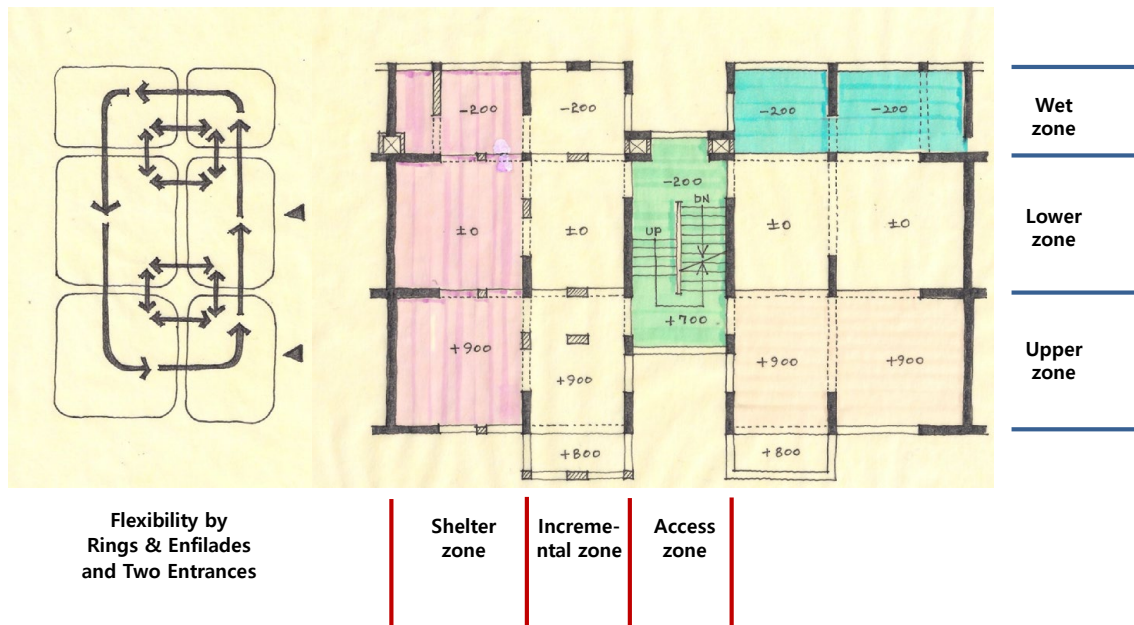 -200
-200
-200
-200
-200
DN
UP
±0
±0
±0
±0
+700
+900
+900
+900
+900
+800
+800
Wet
zone
Lower
zone
Upper
zone
Flexibility by
Rings & Enfilades
and Two Entrances
Shelter
zone
Increme-
ntal zone
Access
zone